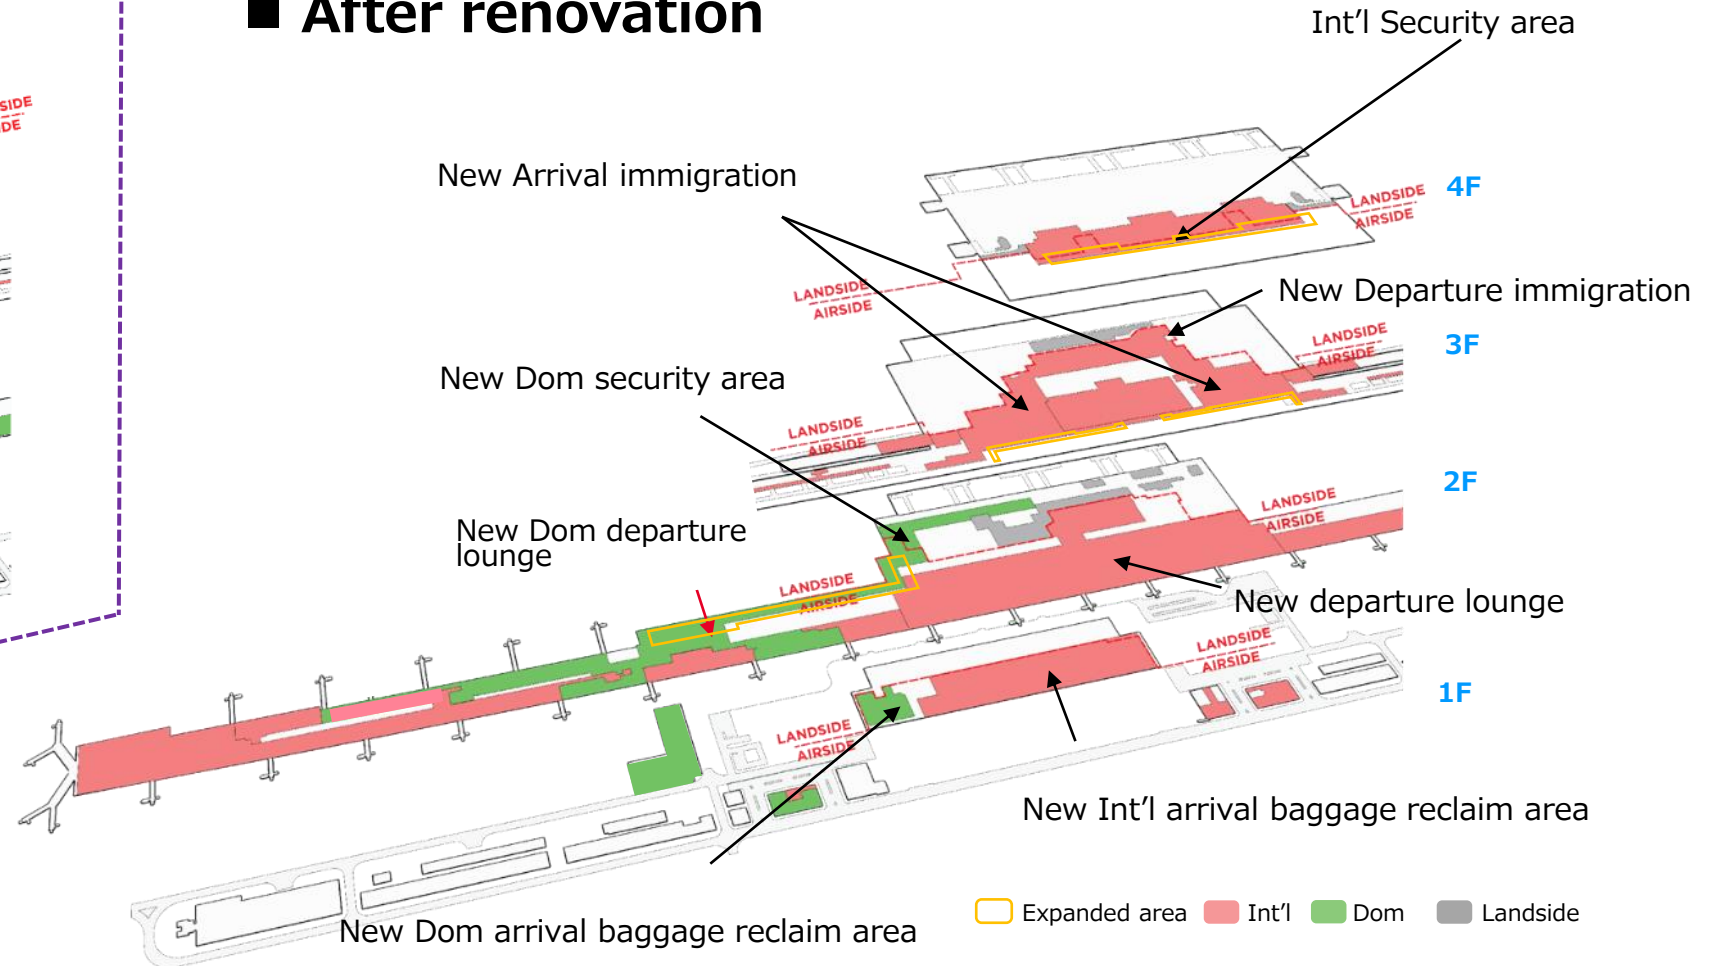 ■ After renovation
Int'l Security area
SIDE
DE
New Arrival immigration
4F
LANDSIDE
AIRSIDE
LANDSIDE
AIRSIDE
New Departure immigration
LANDSIDE
AIRSIDE
3F
New Dom security area
LANDSIDE
AIRSIDE
2F
LANDSIDE
AIRSIDE
New Dom departure
lounge
LANDSIDE
AIRSIDE
New departure lounge
LANDSIDE
AIRSIDE
1F
LANDSIDE
AIRSIDE
New Int'l arrival baggage reclaim area
New Dom arrival baggage reclaim area
Expanded area
Int'l
Dom
Landside